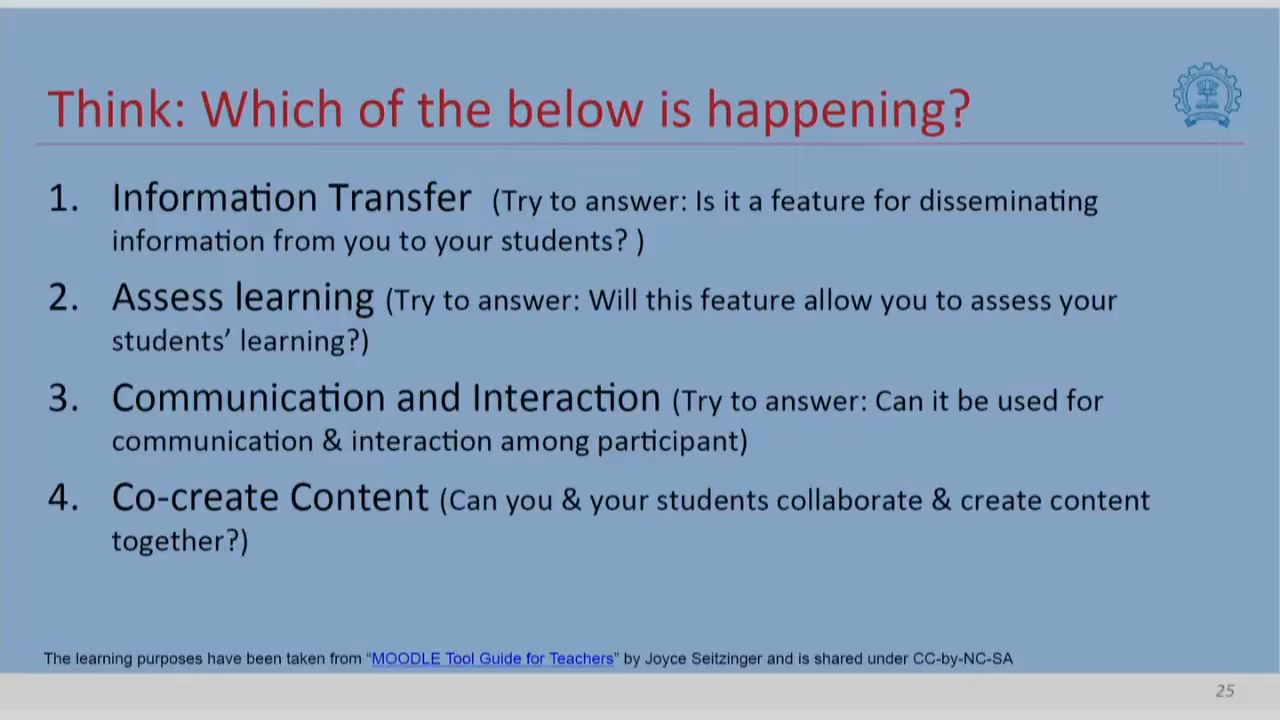 Think: Which of the below is happening?
1. Information Transfer (Try to answer: Is it a feature for disseminating
information from you to your students? )
2. Assess learning (Try to answer: Will this feature allow you to assess your
students’ learning?)
3. Communication and Interaction (Try to answer: Can it be used for
communication & interaction among participant)
4. Co-create Content (Can you & your students collaborate & create content
together?)
The learning purposes have been taken from “MOODLE Tool Guide for Teachers” by Joyce Seitzinger and is shared under CC-by-NC-SA
25